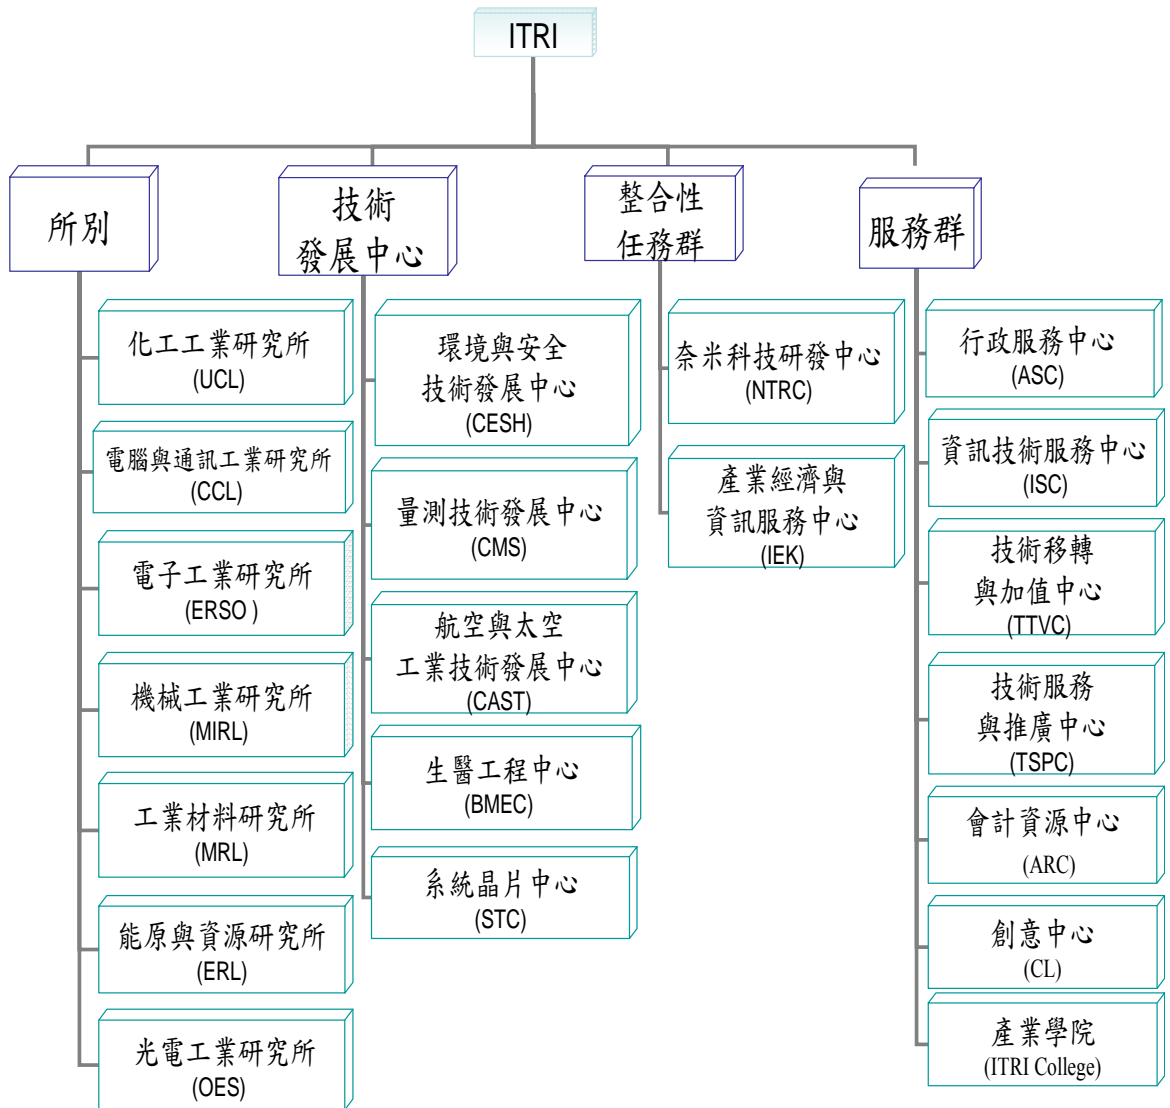 ITRI
所別
技術
發展中心
整合性
任務群
服務群
化工工業研究所
(UCL)
電腦與通訊工業研究所
(CCL)
電子工業研究所
(ERSO )
機械工業研究所
(MIRL)
工業材料研究所
(MRL)
能原與資源研究所
(ERL)
光電工業研究所
(OES)
環境與安全
技術發展中心
(CESH)
量測技術發展中心
(CMS)
航空與太空
工業技術發展中心
(CAST)
生醫工程中心
(BMEC)
系統晶片中心
(STC)
奈米科技研發中心
(NTRC)
產業經濟與
資訊服務中心
(IEK)
行政服務中心
(ASC)
資訊技術服務中心
(ISC)
技術移轉
與加值中心
(TTVC)
技術服務
與推廣中心
(TSPC)
會計資源中心
(ARC)
創意中心
(CL)
產業學院
(ITRI College)